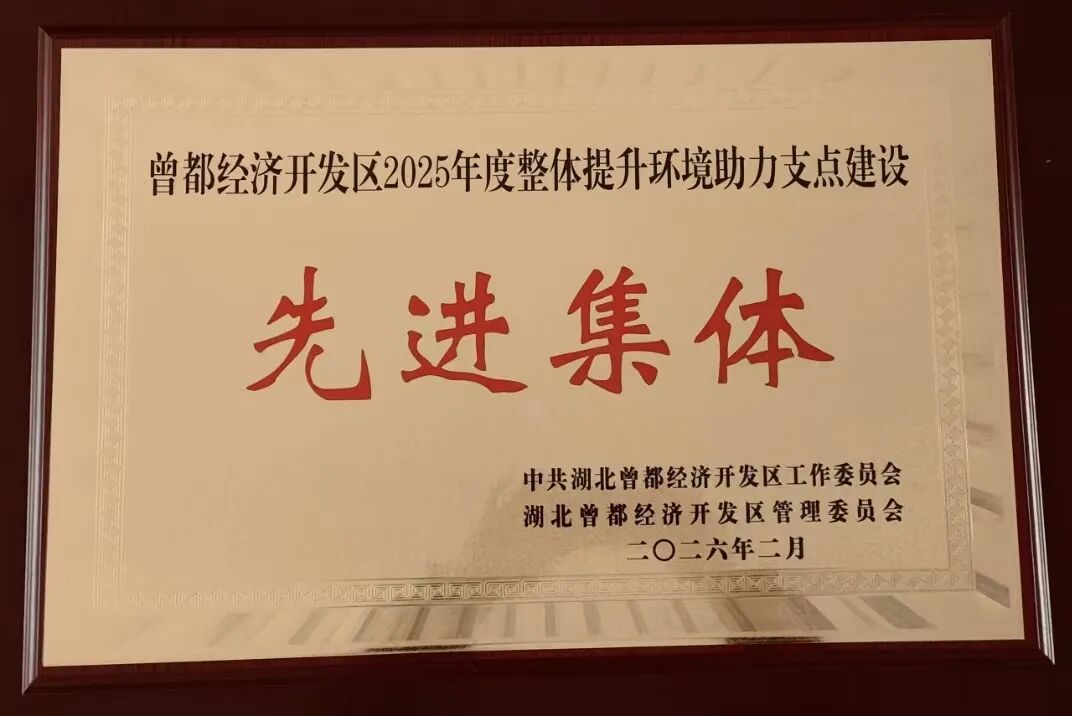 曾都经济开发区2025年度整体提升环境助力支点建设
先进集体
中共湖北曾都经济开发区工作委员会
湖北曾都经济开发区管理委员会
二〇二六年二月